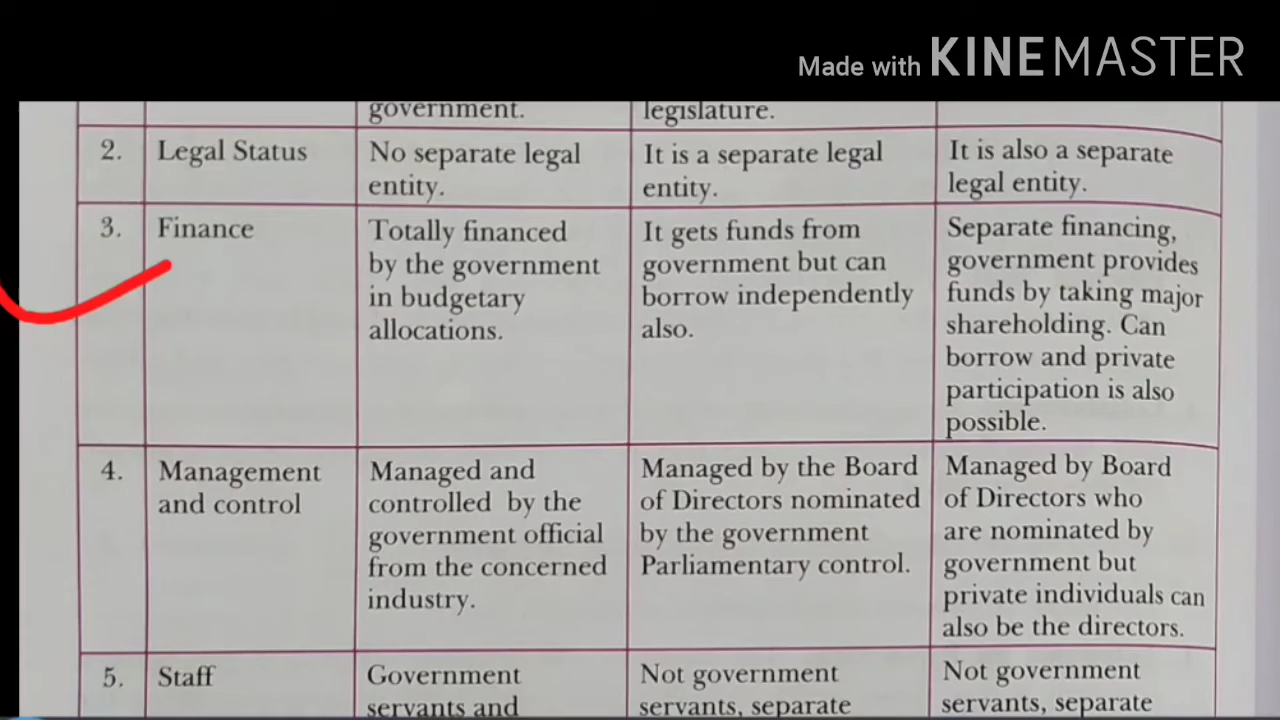 Made with KINEMASTER
government.
legislature.
2.
Legal Status
No separate legal
entity.
It is a separate legal
entity.
It is also a separate
legal entity.
3.
Finance
Totally financed
by the government
in budgetary
allocations.
It gets funds from
government but can
borrow independently
also.
Separate financing,
government provides
funds by taking major
shareholding. Can
borrow and private
participation is also
possible.
4.
Management
and control
Managed and
controlled by the
government official
from the concerned
industry.
Managed by the Board
of Directors nominated
by the government
Parliamentary control.
Managed by Board
of Directors who
are nominated by
government but
private individuals can
also be the directors.
5.
Staff
Government
servants and
Not government
servants, separate
Not government
servants, separate